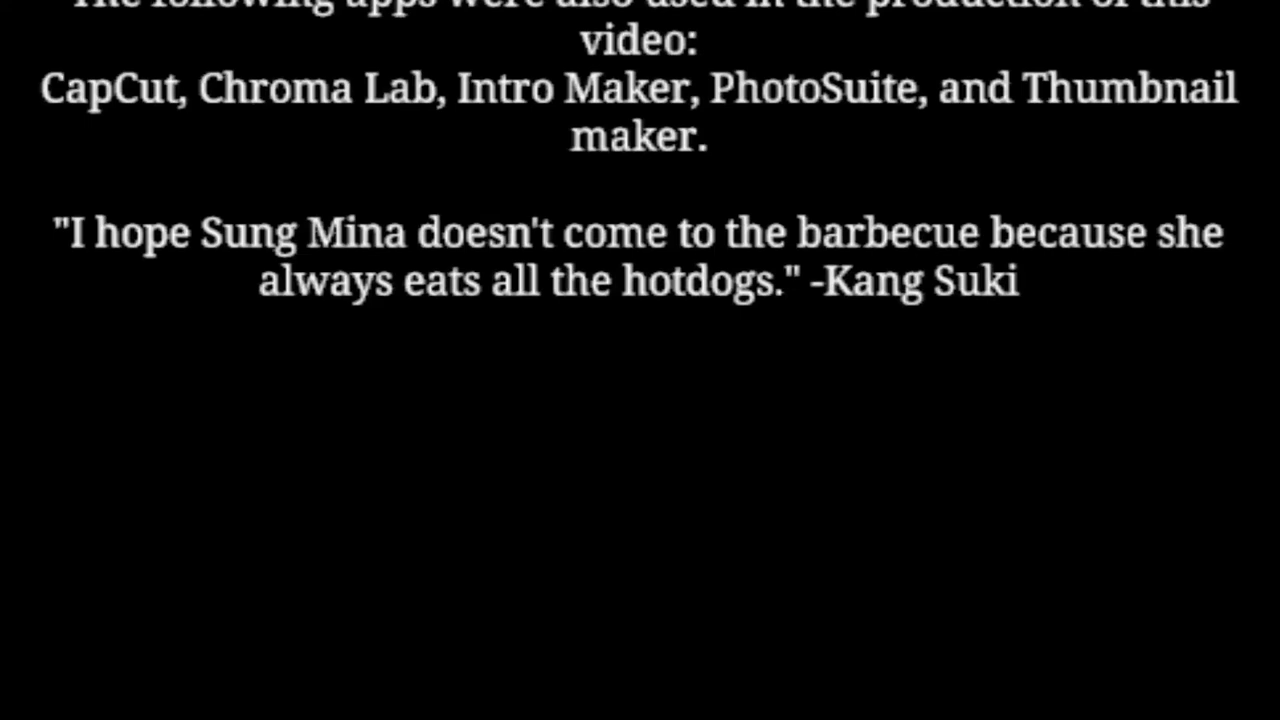 The following apps were also used in the production of this
video:
CapCut, Chroma Lab, Intro Maker, PhotoSuite, and Thumbnail
maker.
"I hope Sung Mina doesn't come to the barbecue because she
always eats all the hotdogs." -Kang Suki